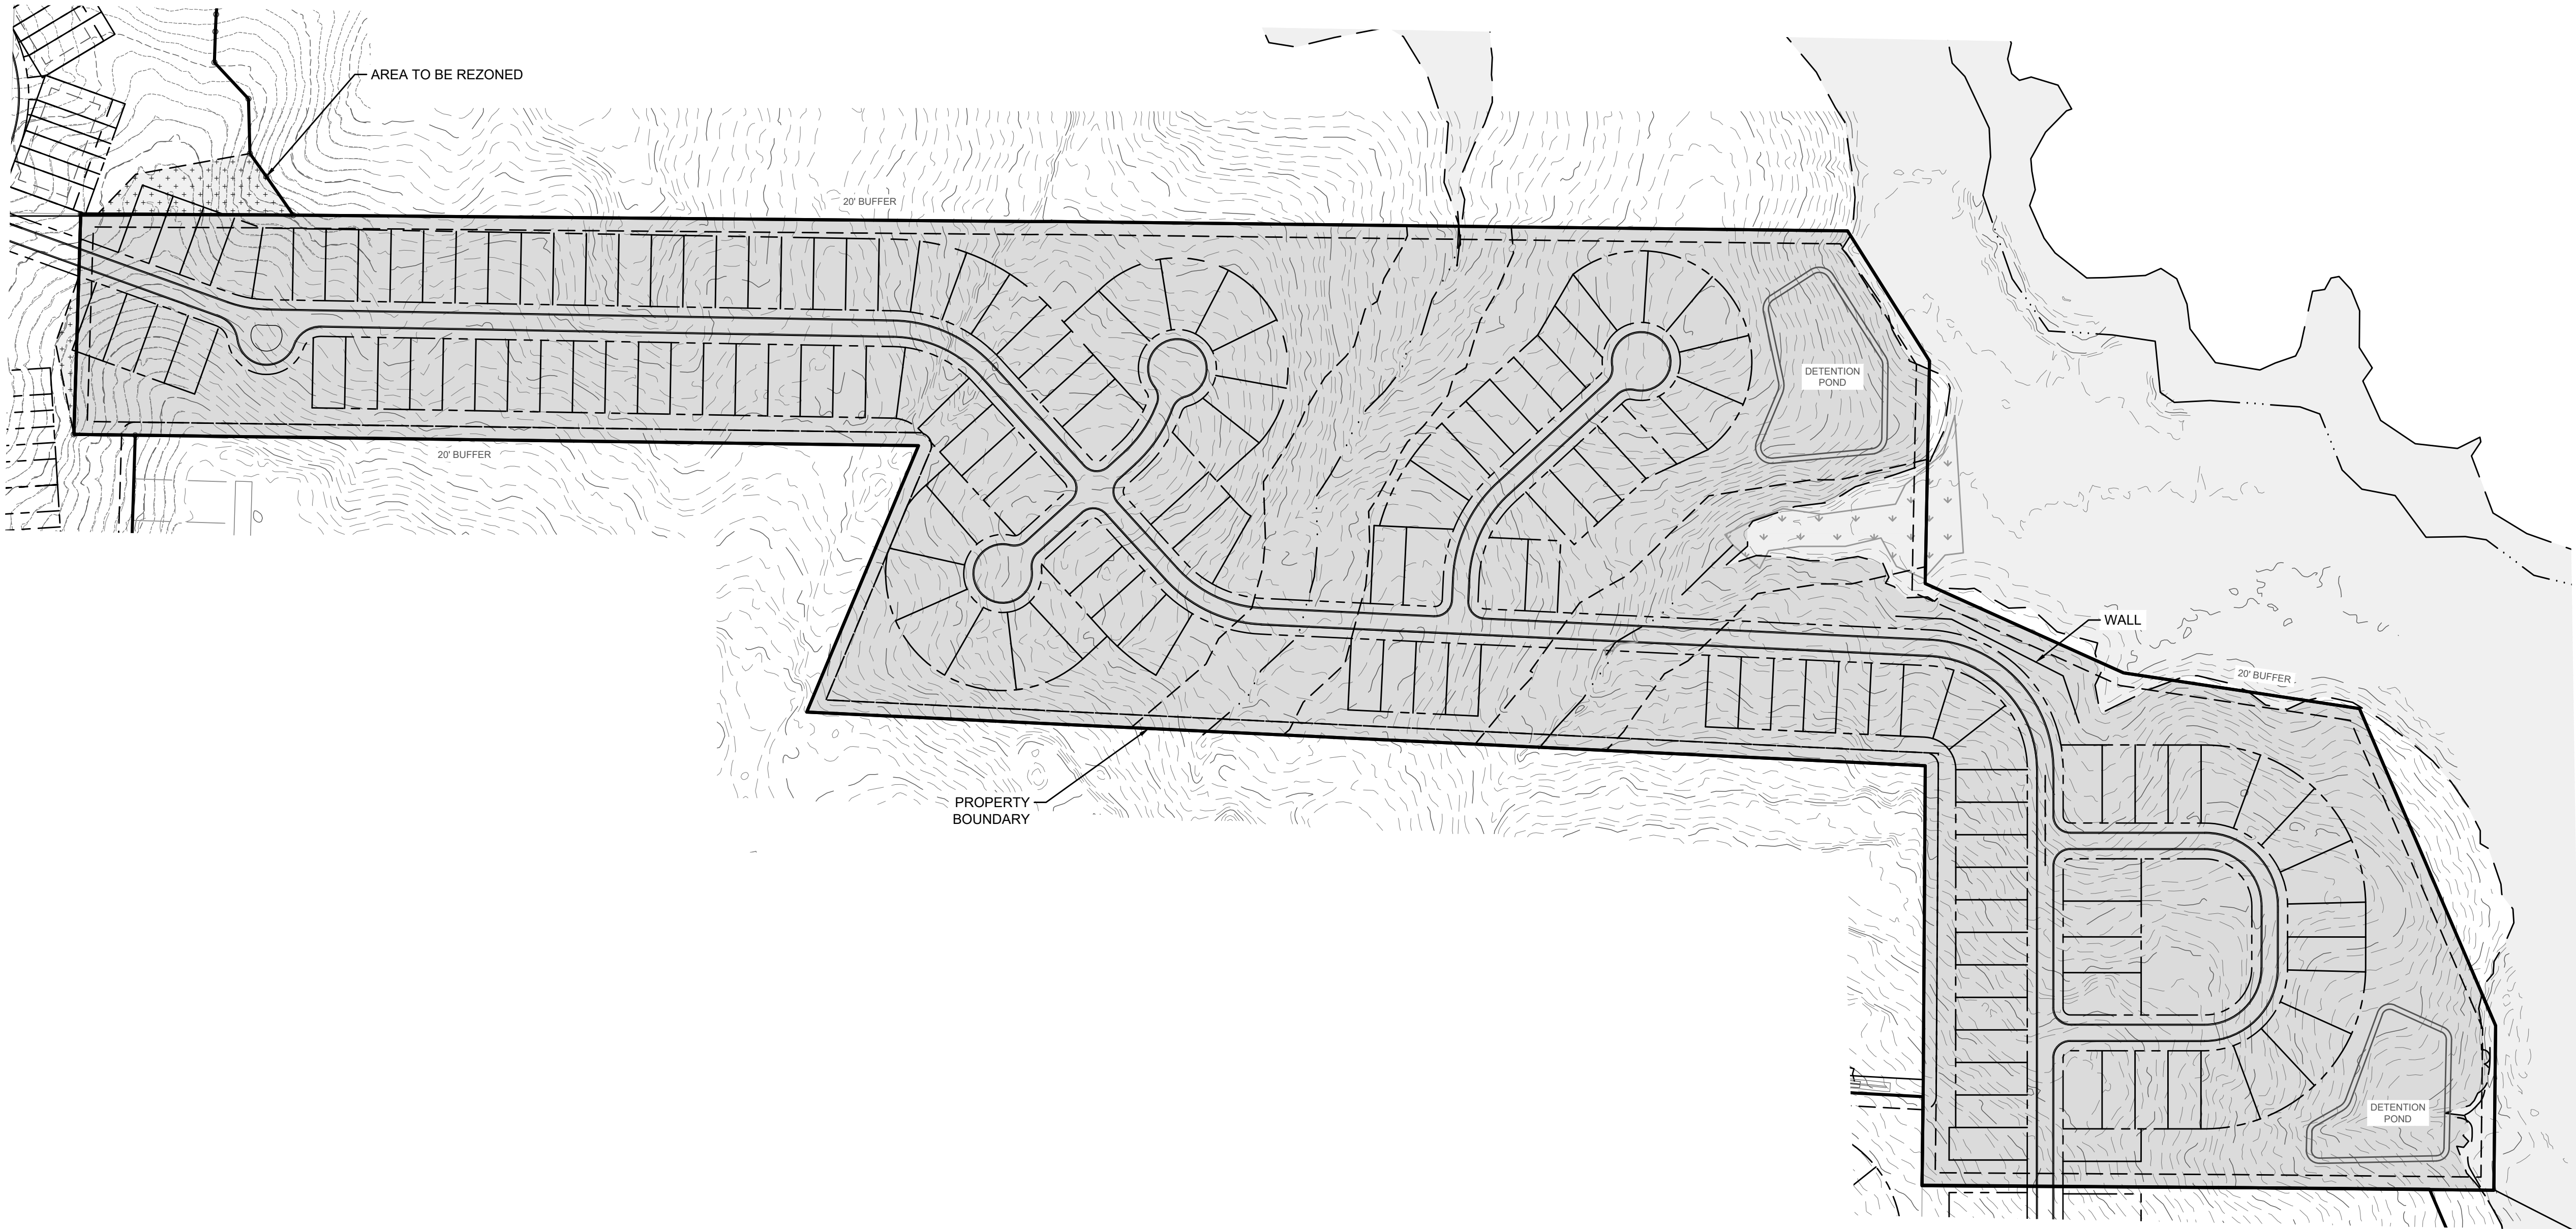 AREA TO BE REZONED
20' BUFFER
DETENTION
POND
20' BUFFER
WALL
20' BUFFER
PROPERTY
BOUNDARY
DETENTION
POND